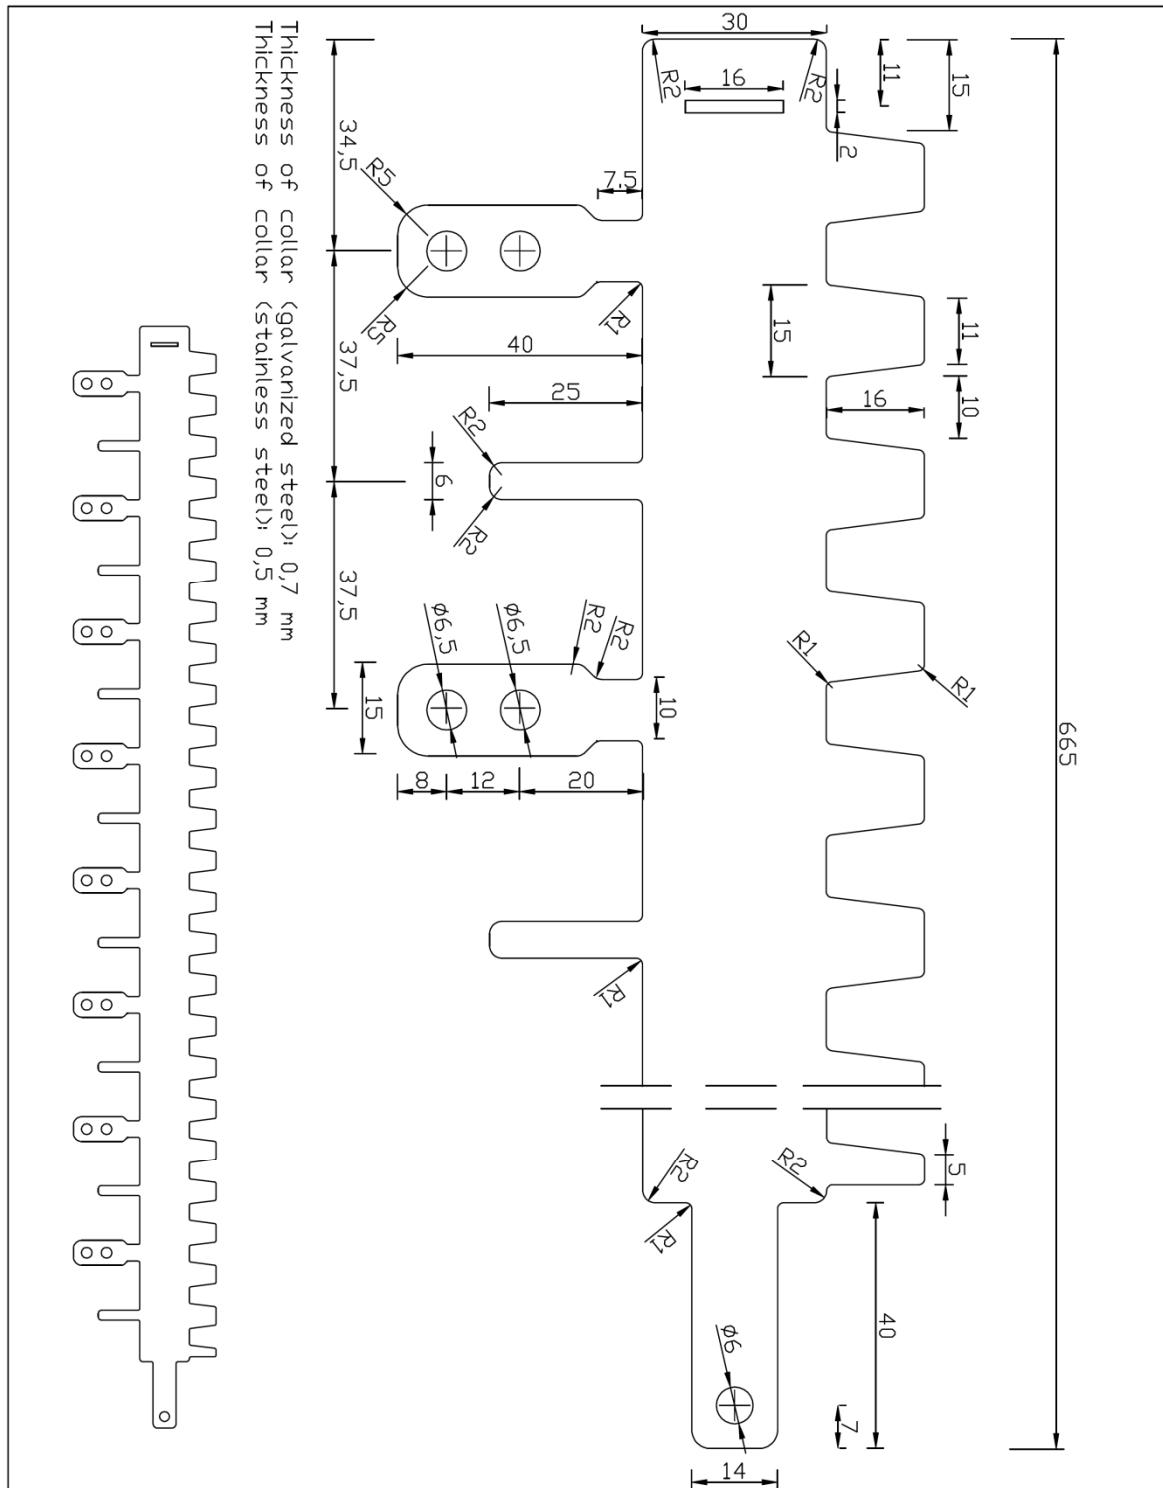 Thickness of collar (galvanized steel): 0,7 mm
Thickness of collar (stainless steel): 0,5 mm
30
R2
R2
16
11
15
2
34,5
R5
7.5
R5
R1
15
11
37,5
40
10
16
25
R2
6
R2
37,5
Ø6,5
Ø6,5
R2
R2
R1
R1
15
10
665
8
12
20
R1
R2
R2
5
R1
40
Ø6
7
14